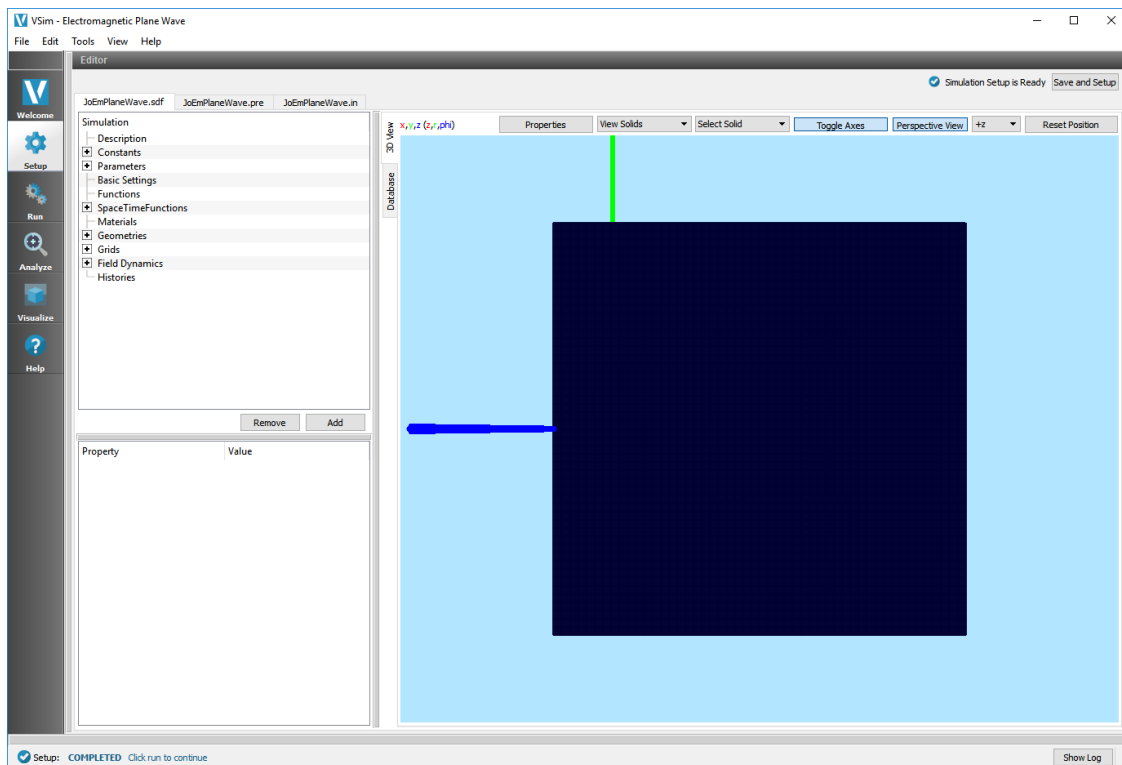 VSim - Electromagnetic Plane Wave
File Edit Tools View Help
Editor
Simulation Setup is Ready Save and Setup
JoEmPlaneWave.sdf JoEmPlaneWave.pre JoEmPlaneWave.in
Welcome
Setup
Run
Analyze
Visualize
Help
Simulation
Description
Constants
Parameters
Basic Settings
Functions
SpaceTimeFunctions
Materials
Geometries
Grids
Field Dynamics
Histories
Remove Add
Property Value
3D View
Database
x,y,z (z,r,phi) Properties View Solids Select Solid Toggle Axes Perspective View +z Reset Position
Setup: COMPLETED Click run to continue Show Log